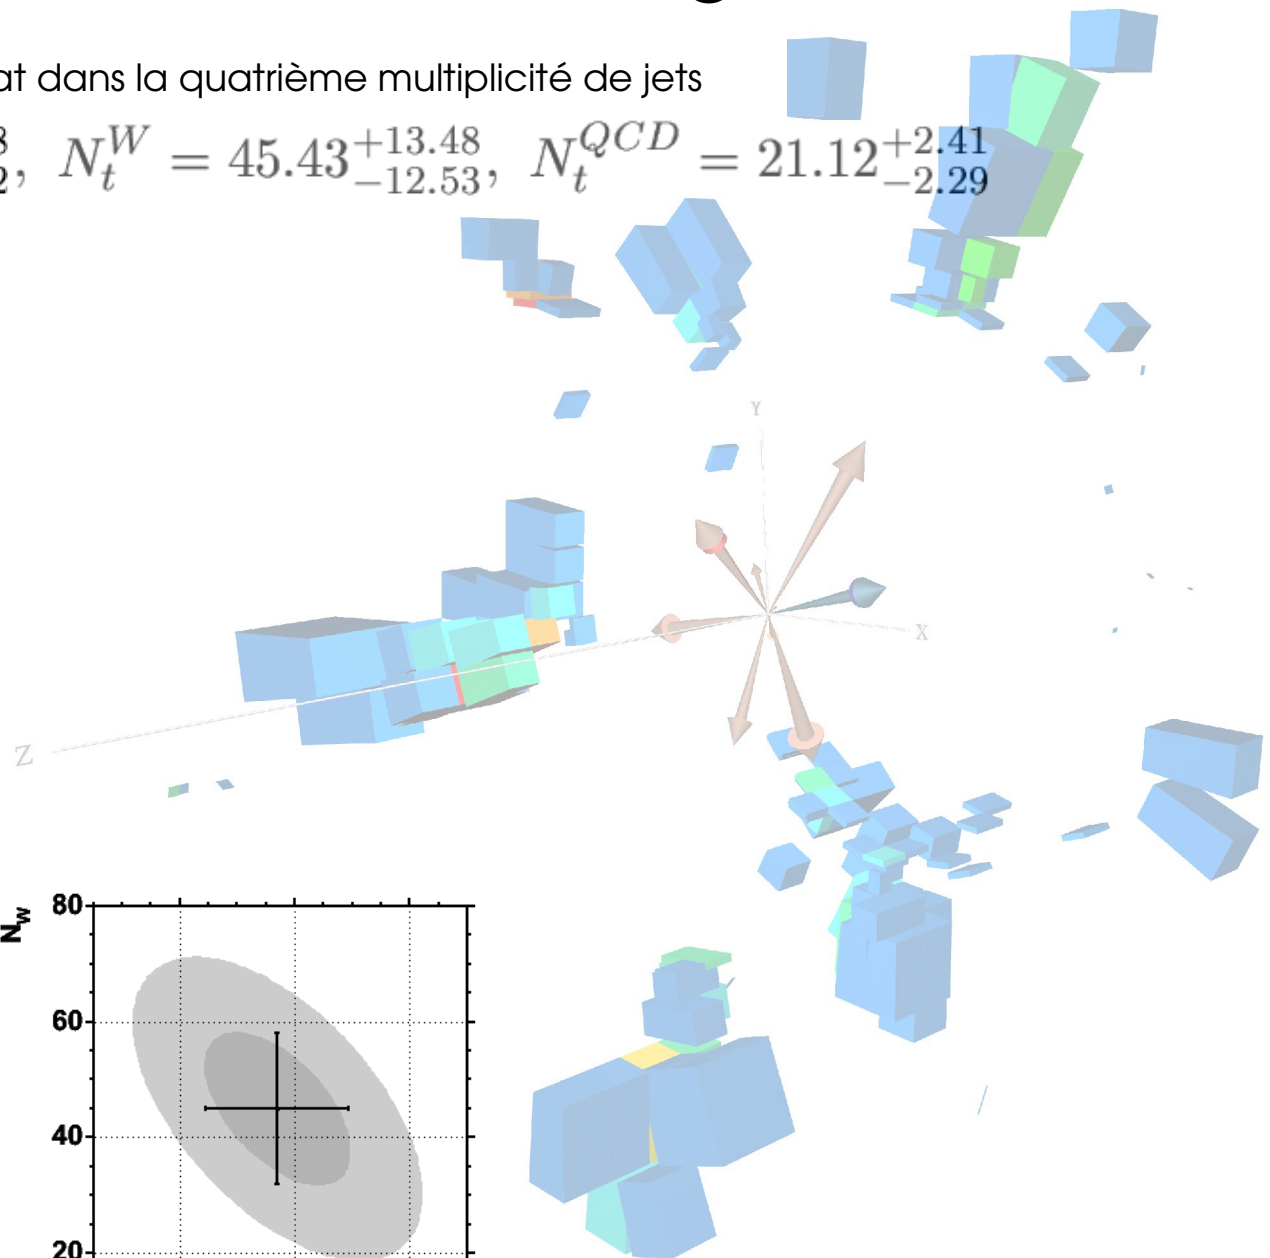 at dans la quatrième multiplicité de jets
, N_t^W = 45.43^{+13.48}_{-12.53}, N_t^{QCD} = 21.12^{+2.41}_{-2.29}
Y
X
Z
N_W
80
60
40
20